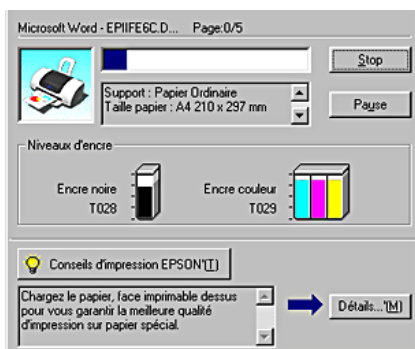 Microsoft Word - EPIIFE6C.D... Page:0/5
Stop
Support : Papier Ordinaire
Taille papier : A4 210 x 297 mm
Pause
Niveaux d'encre
Encre noire
T028
Encre couleur
T029
Conseils d'impression EPSON'(T)
Chargez le papier, face imprimable dessus
pour vous garantir la meilleure qualité
d'impression sur papier spécial.
Détails...'(M)